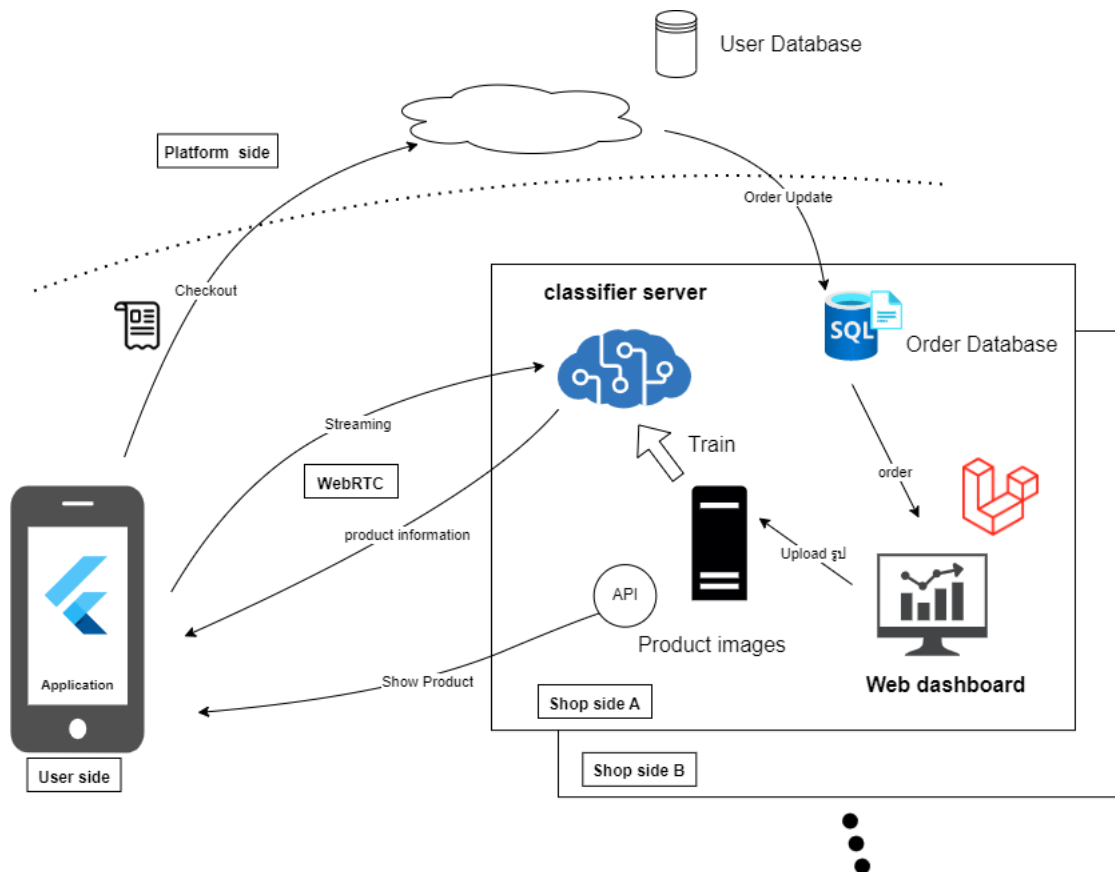 User Database
Platform side
Order Update
Checkout
classifier server
SQL
Order Database
Streaming
Train
WebRTC
order
product information
Upload รูป
API
Product images
Application
Show Product
Web dashboard
Shop side A
User side
Shop side B